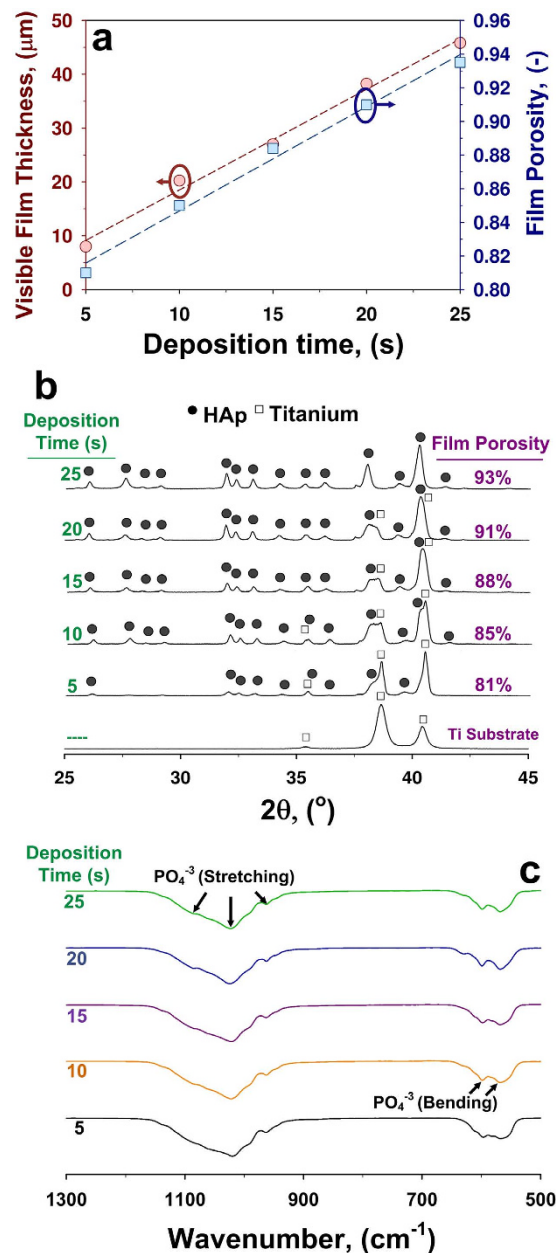 a
Visible Film Thickness, (μm)
50
40
30
20
10
0
0.96
0.94
0.92
0.90
0.88
0.86
0.84
0.82
0.80
Film Porosity, (-)
5 10 15 20 25
Deposition time, (s)
b
● HAp □ Titanium
Deposition
Time (s)
Film Porosity
25 93%
20 91%
15 88%
10 85%
5 81%
---- Ti Substrate
25 30 35 40 45
2θ, (°)
c
Deposition
Time (s)
PO₄⁻³ (Stretching)
25
20
15
10
PO₄⁻³ (Bending)
5
1300 1100 900 700 500
Wavenumber, (cm⁻¹)